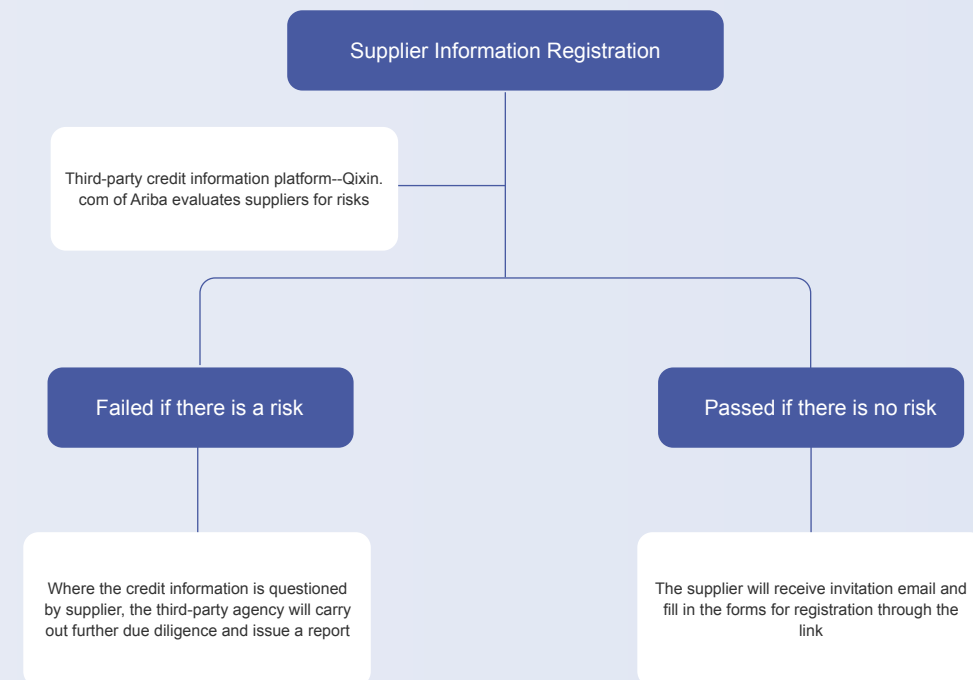 Supplier Information Registration
Third-party credit information platform--Qixin.
com of Ariba evaluates suppliers for risks
Failed if there is a risk
Passed if there is no risk
Where the credit information is questioned
by supplier, the third-party agency will carry
out further due diligence and issue a report
The supplier will receive invitation email and
fill in the forms for registration through the
link